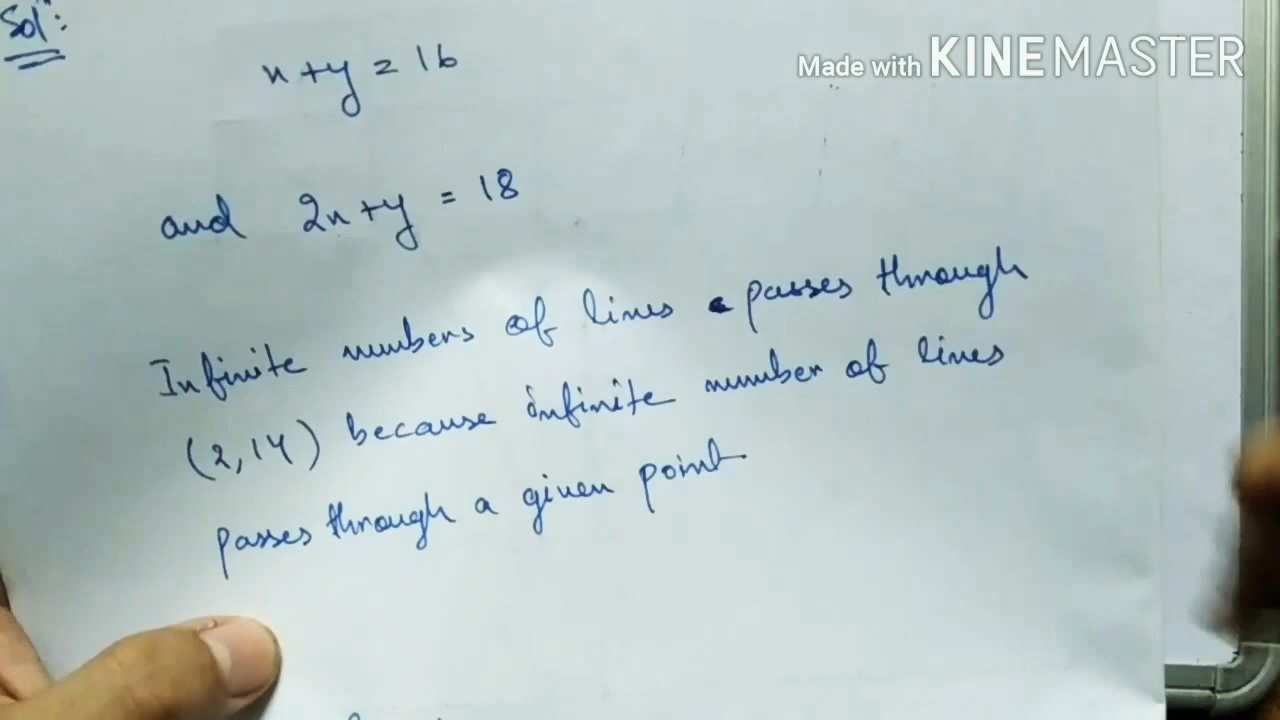 Solⁿ:
Made with KINEMASTER
x+y = 16
and 2x+y = 18
Infinite numbers of lines passes through
(2,14) because infinite number of lines
passes through a given point